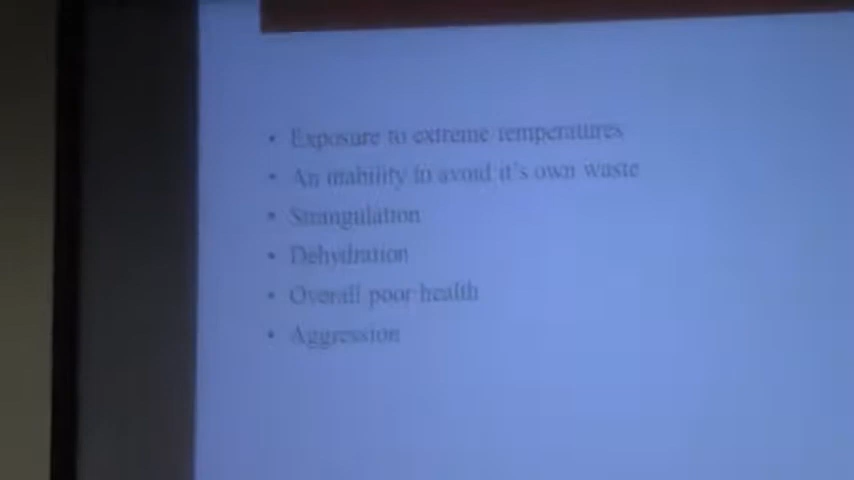 • Exposure to extreme temperatures
• An inability to avoid it's own waste
• Strangulation
• Dehydration
• Overall poor health
• Aggression